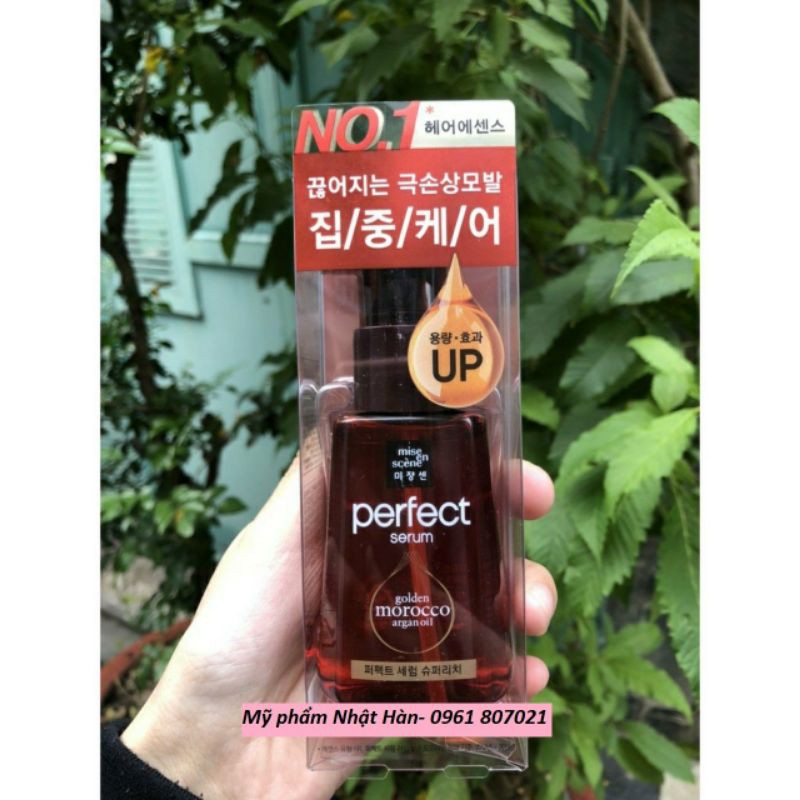 NO.1*
헤어에센스
끊어지는 극손상모발
집/중/케/어
용량·효과
UP
mise
en
scène
미쟝센
perfect
serum
golden
morocco
argan oil
퍼펙트 세럼 슈퍼리치
Mỹ phẩm Nhật Hàn- 0961 807021